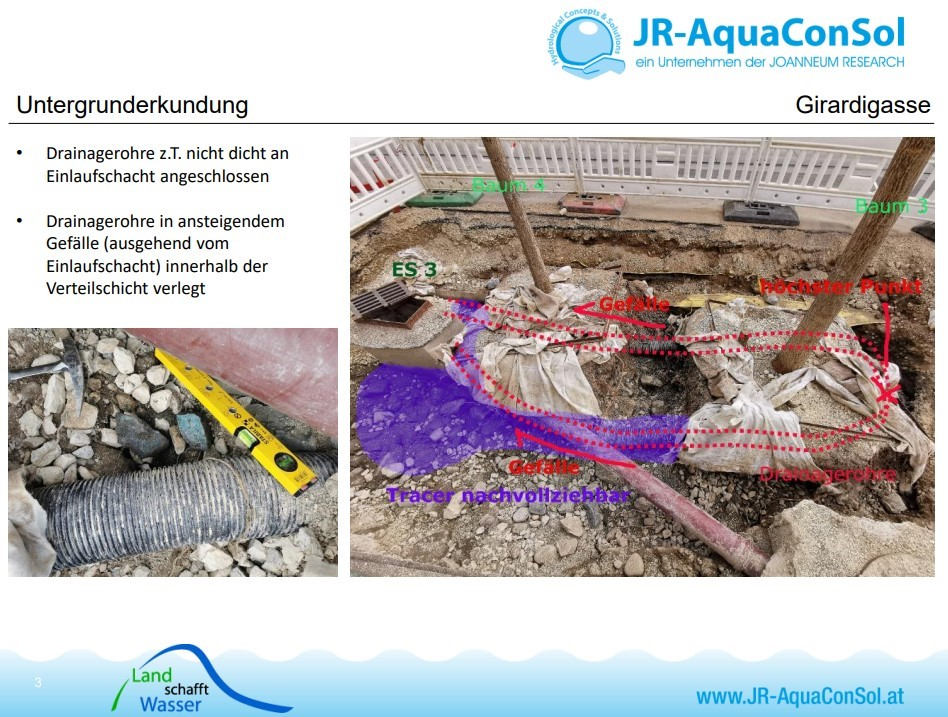 Hydrological Concepts & Solutions
JR-AquaConSol
ein Unternehmen der JOANNEUM RESEARCH
Untergrunderkundung
Girardigasse
• Drainagerohre z.T. nicht dicht an
Einlaufschacht angeschlossen
• Drainagerohre in ansteigendem
Gefälle (ausgehend vom
Einlaufschacht) innerhalb der
Verteilschicht verlegt
Baum 4
Baum 3
ES 3
Gefälle
höchster Punkt
Gefälle
Drainagerohre
Tracer nachvollziehbar
STANLEY
3
Land
schafft
Wasser
www.JR-AquaConSol.at